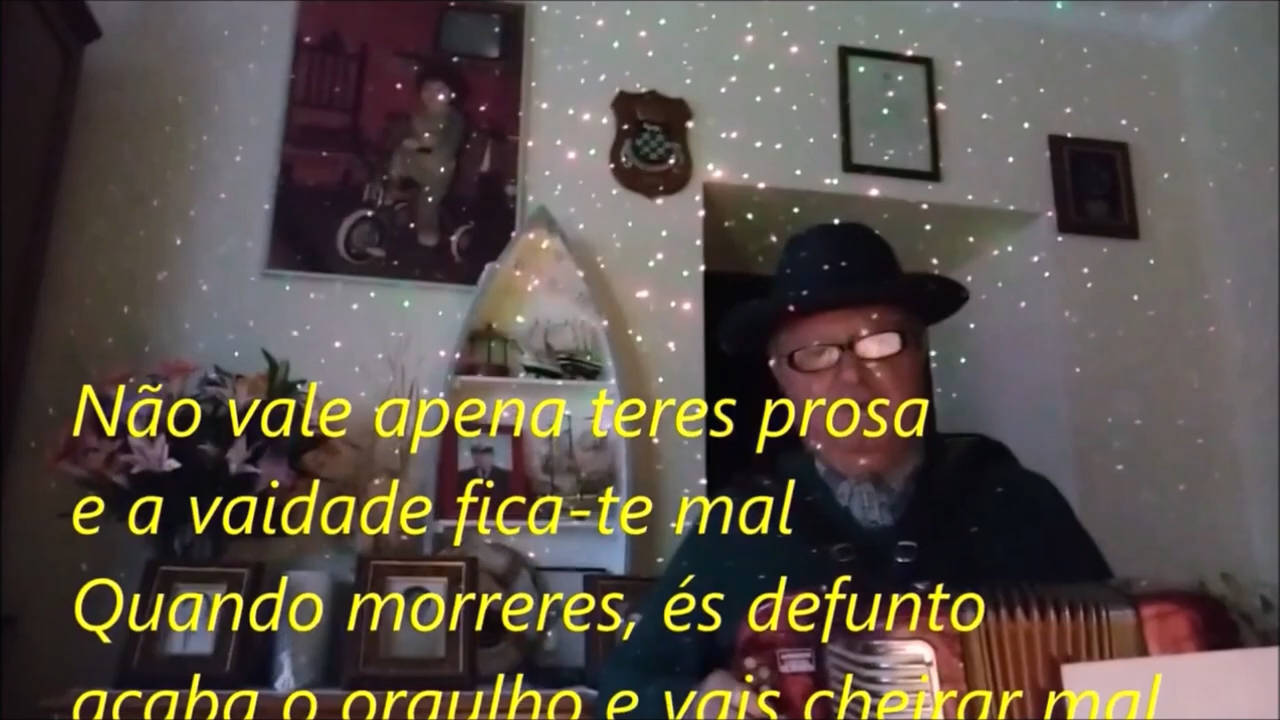 Não vale apena teres prosa
e a vaidade fica-te mal
Quando morreres, és defunto
acaba o orgulho e vais cheirar mal